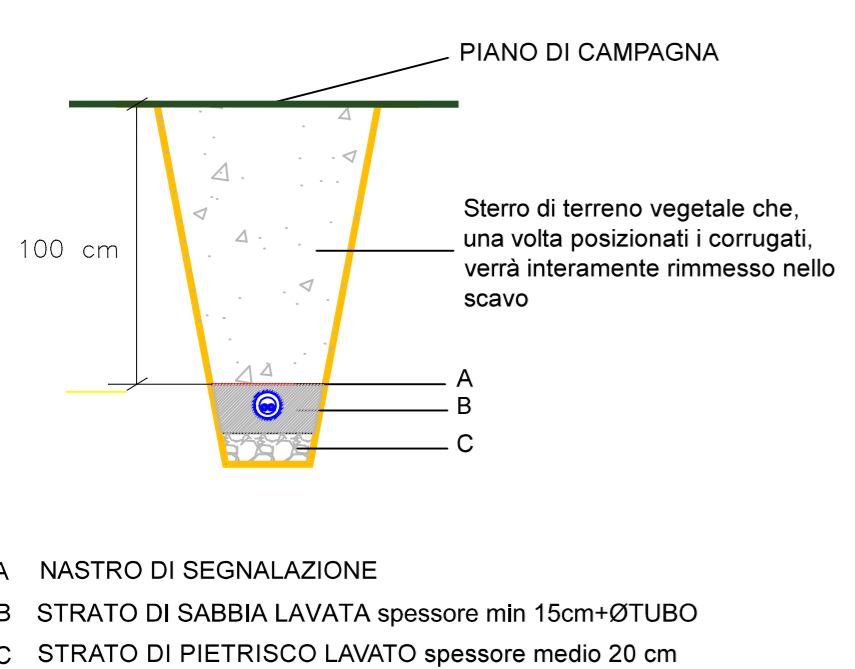 PIANO DI CAMPAGNA
Sterro di terreno vegetale che,
una volta posizionati i corrugati,
verrà interamente rimmesso nello
scavo
100 cm
A
B
C
A NASTRO DI SEGNALAZIONE
B STRATO DI SABBIA LAVATA spessore min 15cm+ØTUBO
C STRATO DI PIETRISCO LAVATO spessore medio 20 cm